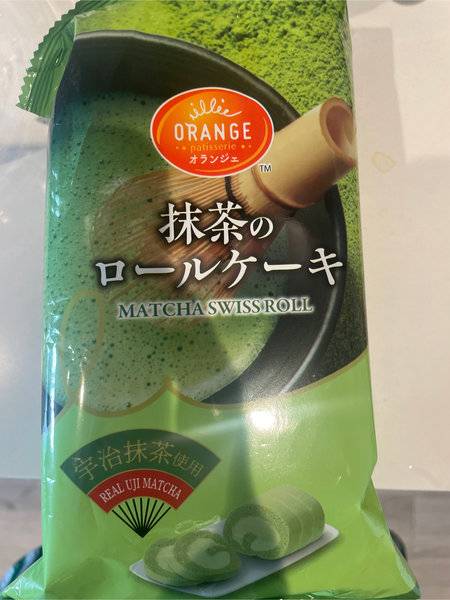 ORANGE
patisserie
オランジェ
TM
抹茶の
ロールケーキ
MATCHA SWISS ROLL
宇治抹茶使用
REAL UJI MATCHA